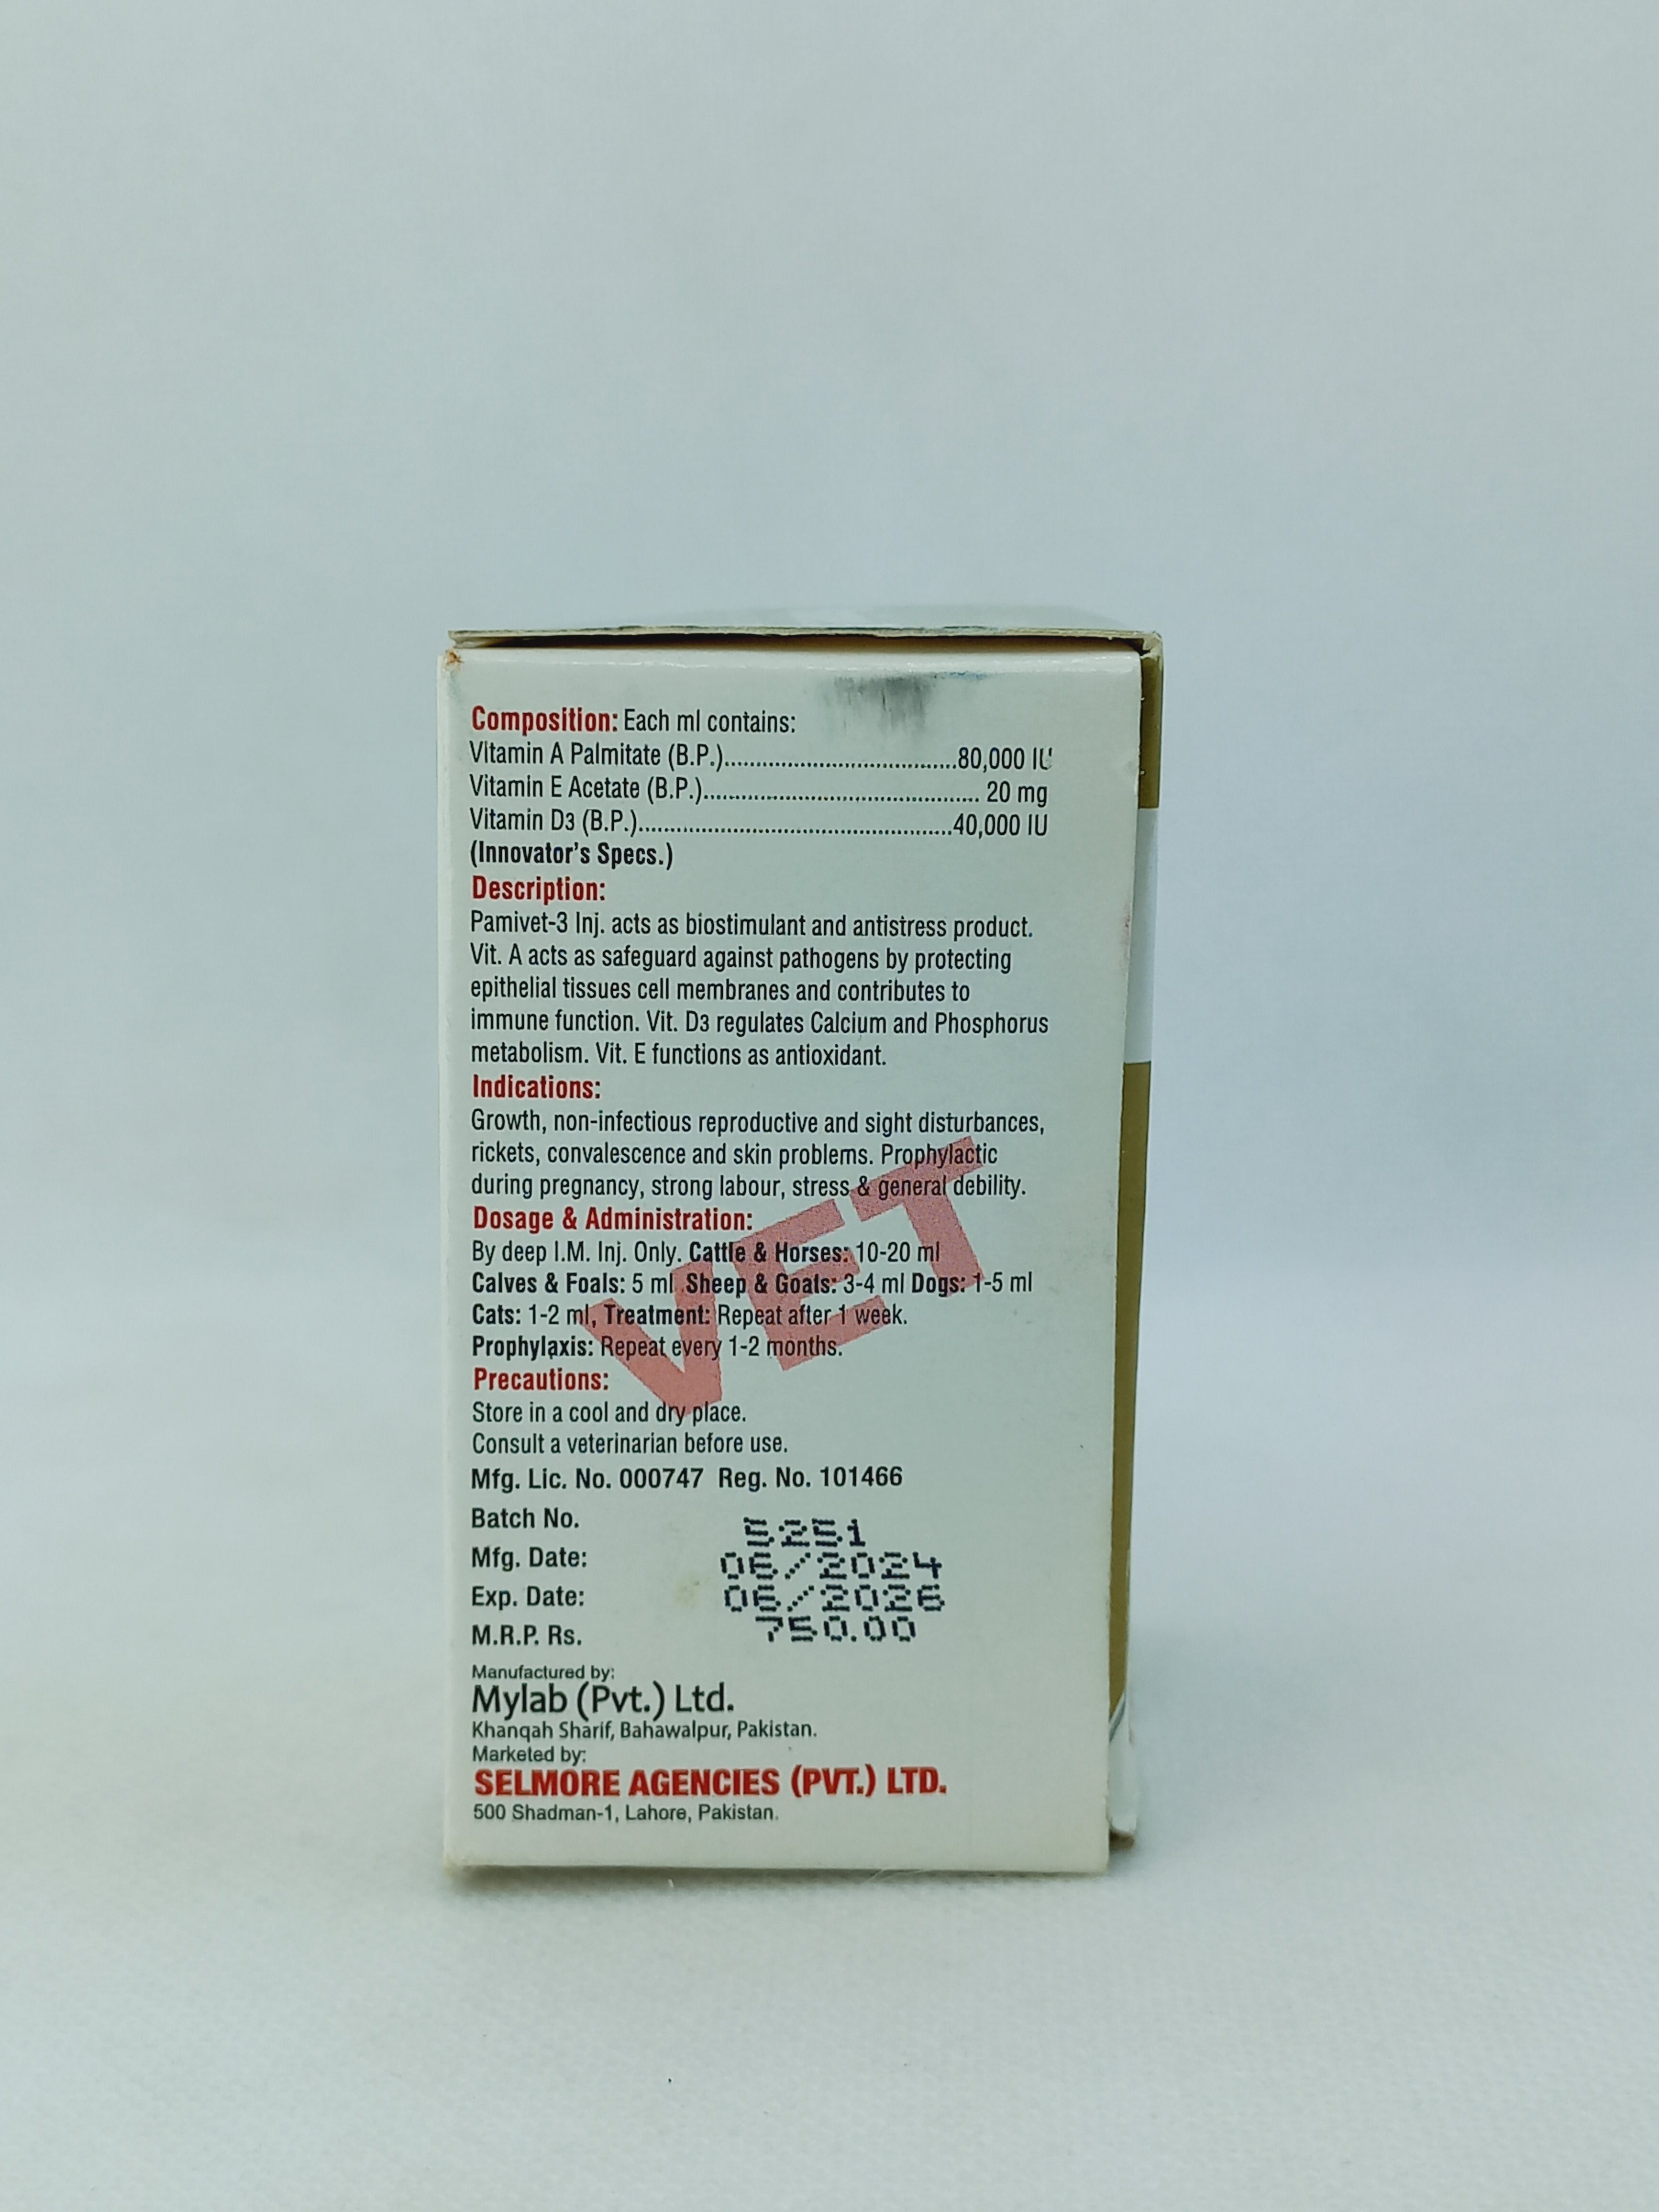 Composition: Each ml contains:
Vitamin A Palmitate (B.P.)....................................80,000 IU
Vitamin E Acetate (B.P.)........................................... 20 mg
Vitamin D3 (B.P.).................................................40,000 IU
(Innovator's Specs.)
Description:
Pamivet-3 Inj. acts as biostimulant and antistress product.
Vit. A acts as safeguard against pathogens by protecting
epithelial tissues cell membranes and contributes to
immune function. Vit. D3 regulates Calcium and Phosphorus
metabolism. Vit. E functions as antioxidant.
Indications:
Growth, non-infectious reproductive and sight disturbances,
rickets, convalescence and skin problems. Prophylactic
during pregnancy, strong labour, stress & general debility.
Dosage & Administration:
By deep I.M. Inj. Only. Cattle & Horses: 10-20 ml
Calves & Foals: 5 ml Sheep & Goats: 3-4 ml Dogs: 1-5 ml
Cats: 1-2 ml, Treatment: Repeat after 1 week.
Prophylaxis: Repeat every 1-2 months.
VET
Precautions:
Store in a cool and dry place.
Consult a veterinarian before use.
Mfg. Lic. No. 000747 Reg. No. 101466
Batch No. 5251
Mfg. Date: 06/2024
Exp. Date: 06/2026
M.R.P. Rs. 750.00
Manufactured by:
Mylab (Pvt.) Ltd.
Khanqah Sharif, Bahawalpur, Pakistan.
Marketed by:
SELMORE AGENCIES (PVT.) LTD.
500 Shadman-1, Lahore, Pakistan.